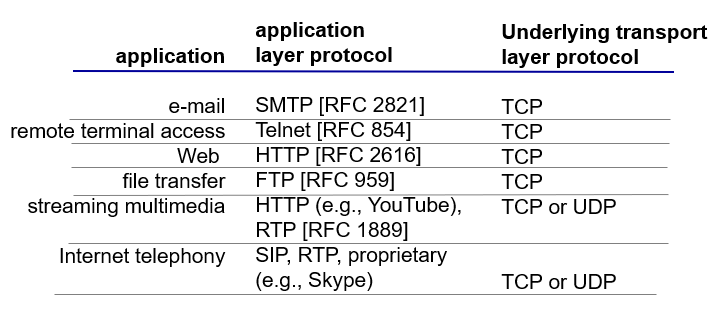 application application layer protocol Underlying transport layer protocol
e-mail SMTP [RFC 2821] TCP
remote terminal access Telnet [RFC 854] TCP
Web HTTP [RFC 2616] TCP
file transfer FTP [RFC 959] TCP
streaming multimedia HTTP (e.g., YouTube), TCP or UDP
RTP [RFC 1889]
Internet telephony SIP, RTP, proprietary
(e.g., Skype) TCP or UDP